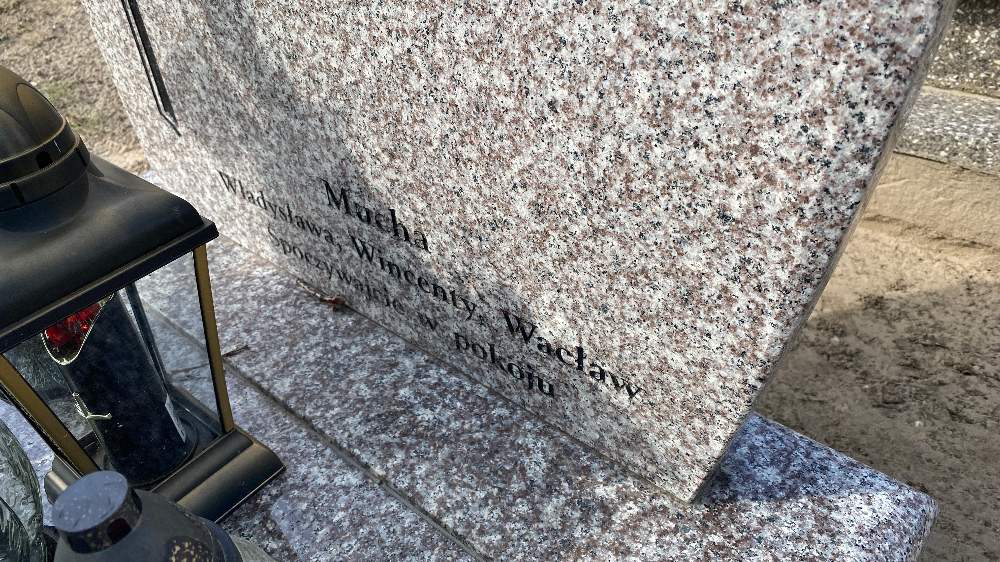 Mucha
Władysława, Wincenty, Wacław
Spoczywajcie w pokoju